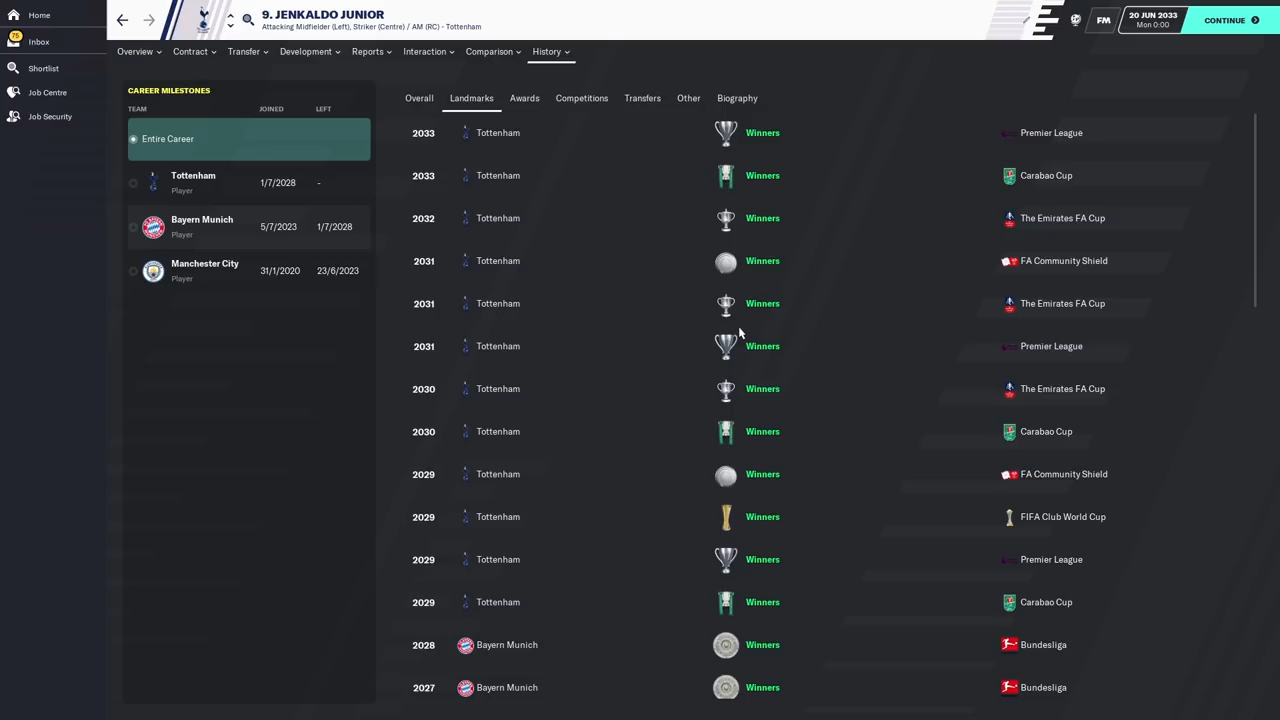 Home
75
Inbox
Shortlist
Job Centre
Job Security
9. JENKALDO JUNIOR
Attacking Midfielder (Left), Striker (Centre) / AM (RC) - Tottenham
FM
20 JUN 2033
Mon 0:00
CONTINUE
Overview
Contract
Transfer
Development
Reports
Interaction
Comparison
History
CAREER MILESTONES
TEAM JOINED LEFT
Entire Career
Tottenham
Player
1/7/2028 -
Bayern Munich
Player
5/7/2023 1/7/2028
Manchester City
Player
31/1/2020 23/6/2023
Overall Landmarks Awards Competitions Transfers Other Biography
2033 Tottenham Winners Premier League
2033 Tottenham Winners Carabao Cup
2032 Tottenham Winners The Emirates FA Cup
2031 Tottenham Winners FA Community Shield
2031 Tottenham Winners The Emirates FA Cup
2031 Tottenham Winners Premier League
2030 Tottenham Winners The Emirates FA Cup
2030 Tottenham Winners Carabao Cup
2029 Tottenham Winners FA Community Shield
2029 Tottenham Winners FIFA Club World Cup
2029 Tottenham Winners Premier League
2029 Tottenham Winners Carabao Cup
2028 Bayern Munich Winners Bundesliga
2027 Bayern Munich Winners Bundesliga